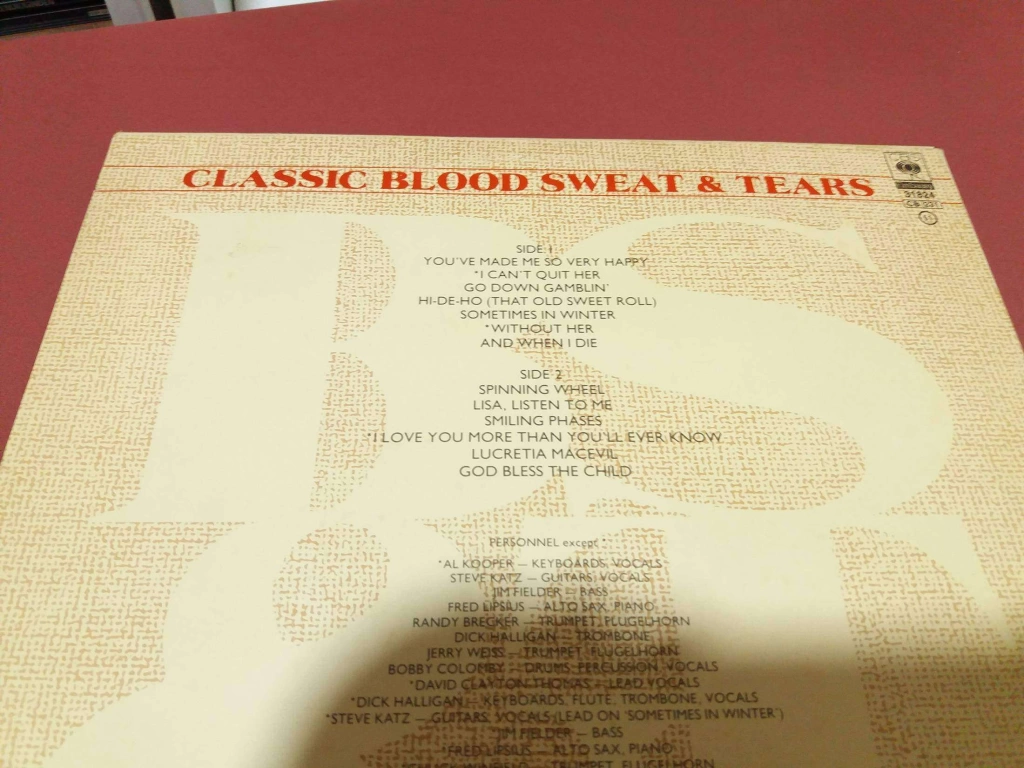 CLASSIC BLOOD SWEAT & TEARS
31824
CB 331
SIDE 1
YOU'VE MADE ME SO VERY HAPPY
*I CAN'T QUIT HER
GO DOWN GAMBLIN'
HI-DE-HO (THAT OLD SWEET ROLL)
SOMETIMES IN WINTER
*WITHOUT HER
AND WHEN I DIE
SIDE 2
SPINNING WHEEL
LISA, LISTEN TO ME
SMILING PHASES
*I LOVE YOU MORE THAN YOU'LL EVER KNOW
LUCRETIA MACEVIL
GOD BLESS THE CHILD
PERSONNEL except *
*AL KOOPER — KEYBOARDS, VOCALS
STEVE KATZ — GUITARS, VOCALS
JIM FIELDER — BASS
FRED LIPSIUS — ALTO SAX, PIANO
RANDY BRECKER — TRUMPET, FLUGELHORN
DICK HALLIGAN — TROMBONE
JERRY WEISS — TRUMPET, FLUGELHORN
BOBBY COLOMBY — DRUMS, PERCUSSION, VOCALS
*DAVID CLAYTON THOMAS — LEAD VOCALS
*DICK HALLIGAN — KEYBOARDS, FLUTE, TROMBONE, VOCALS
*STEVE KATZ — GUITARS, VOCALS (LEAD ON 'SOMETIMES IN WINTER')
*JIM FIELDER — BASS
*FRED LIPSIUS — ALTO SAX, PIANO
TRUMPET, FLUGELHORN